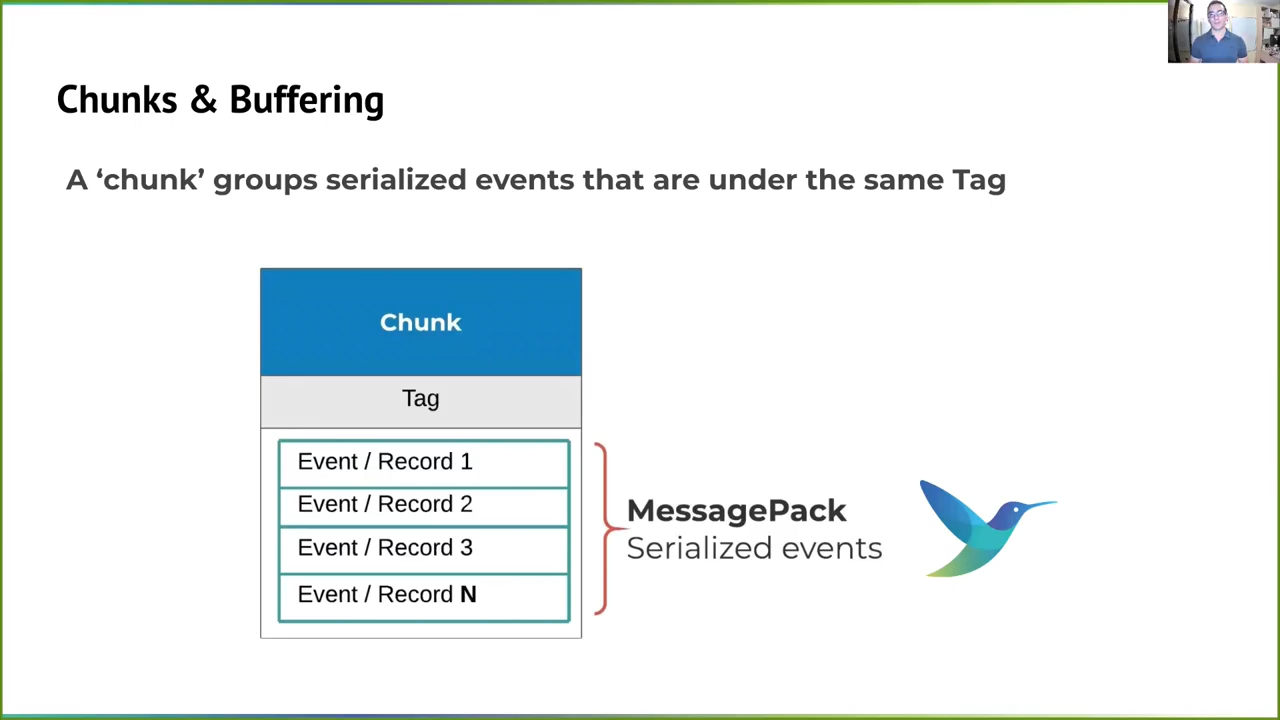 Chunks & Buffering
A ‘chunk’ groups serialized events that are under the same Tag
Chunk
Tag
Event / Record 1
Event / Record 2
Event / Record 3
Event / Record N
MessagePack
Serialized events